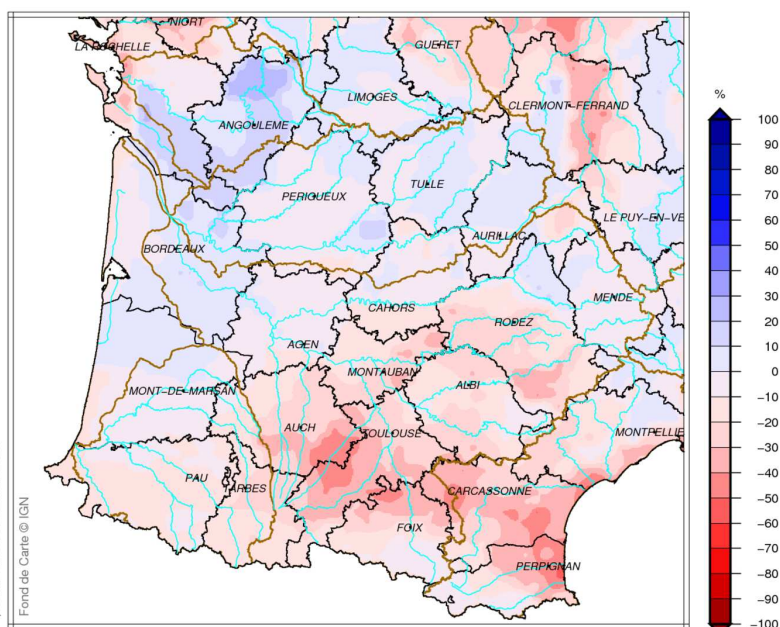 NIORT
LA ROCHELLE
GUERET
LIMOGES
CLERMONT-FERRAND
ANGOULEME
TULLE
PERIGUEUX
LE PUY-EN-VE
AURILLAC
BORDEAUX
MENDE
CAHORS
RODEZ
AGEN
MONTAUBAN
ALBI
MONT-DE-MARSAN
AUCH
TOULOUSE
MONTPELLIE
PAU
TARBES
CARCASSONNE
FOIX
PERPIGNAN
Fond de Carte © IGN
%
100
90
80
70
60
50
40
30
20
10
0
-10
-20
-30
-40
-50
-60
-70
-80
-90
-100